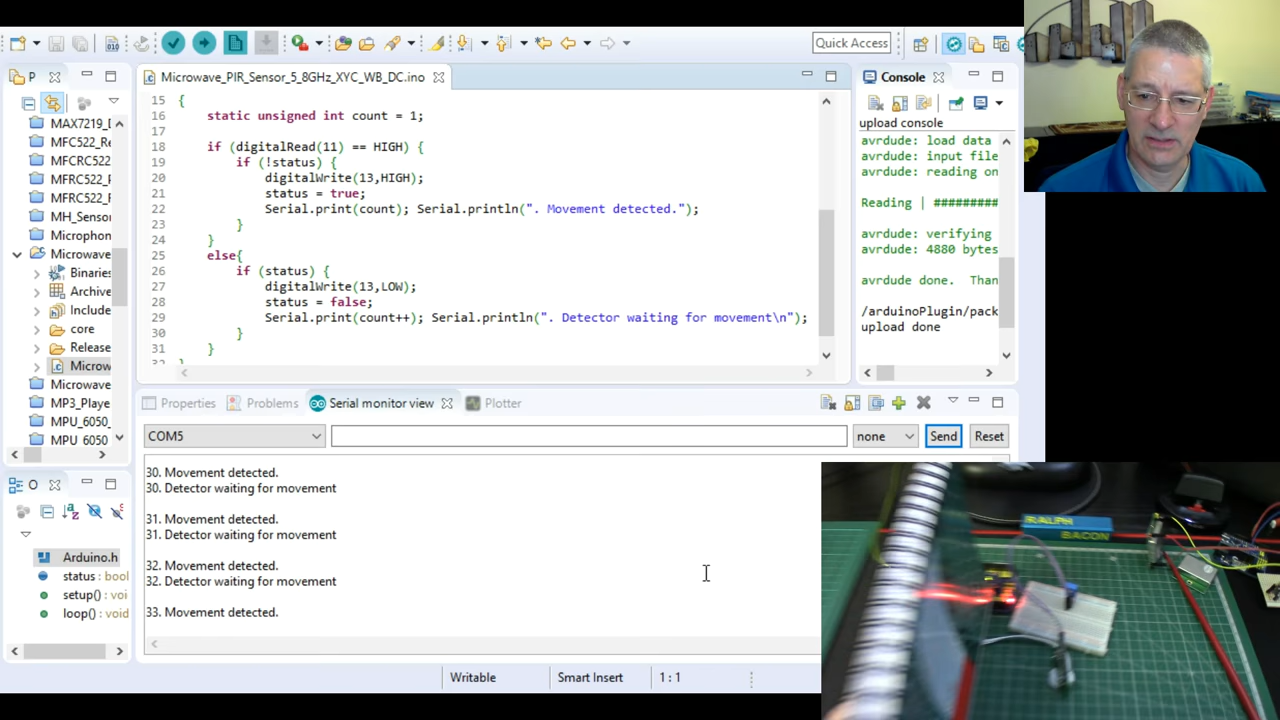 Quick Access
P
Microwave_PIR_Sensor_5_8GHz_XYC_WB_DC.ino
Console
MAX7219_D
MFC522_Re
MFCRC522_
MFRC522_P
MFRC522_F
MH_Sensor
Microphon
Microwave
Binaries
Archive
Include
core
Release
Microw
Microwave
MP3_Playe
MPU_6050_
MPU 6050
15 {
16 static unsigned int count = 1;
17
18 if (digitalRead(11) == HIGH) {
19 if (!status) {
20 digitalWrite(13,HIGH);
21 status = true;
22 Serial.print(count); Serial.println(". Movement detected.");
23 }
24 }
25 else{
26 if (status) {
27 digitalWrite(13,LOW);
28 status = false;
29 Serial.print(count++); Serial.println(". Detector waiting for movement\n");
30 }
31 }
32 }
upload console
avrdude: load data
avrdude: input file
avrdude: reading on
Reading | #########
avrdude: verifying
avrdude: 4880 bytes
avrdude done. Than
/arduinoPlugin/pack
upload done
Properties
Problems
Serial monitor view
Plotter
COM5
none
Send
Reset
30. Movement detected.
30. Detector waiting for movement
31. Movement detected.
31. Detector waiting for movement
32. Movement detected.
32. Detector waiting for movement
33. Movement detected.
O
Arduino.h
status : bool
setup() : voi
loop() : void
Writable
Smart Insert
1 : 1
RALPH
BACON